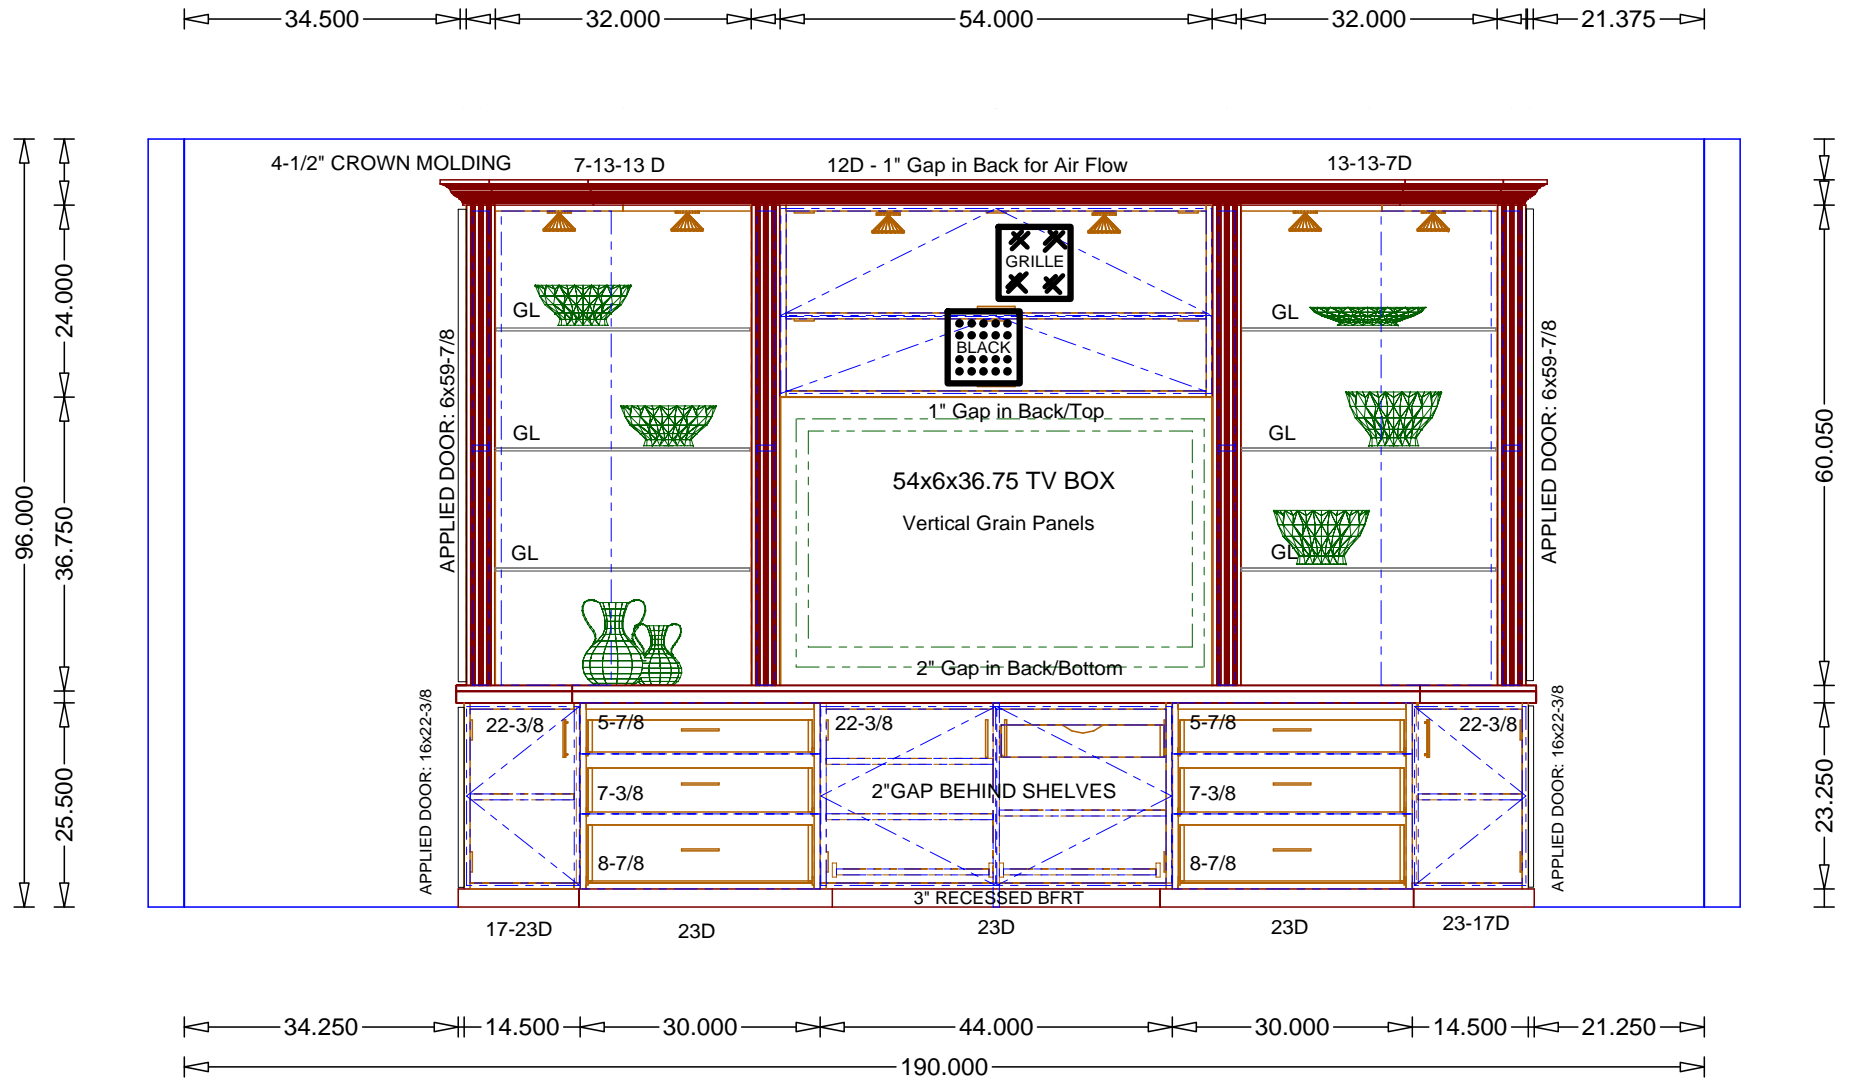 34.500
32.000
54.000
32.000
21.375
4-1/2" CROWN MOLDING
7-13-13 D
12D - 1" Gap in Back for Air Flow
13-13-7D
96.000
24.000
36.750
25.500
60.050
23.250
APPLIED DOOR: 6x59-7/8
APPLIED DOOR: 6x59-7/8
GL
GL
GL
GRILLE
BLACK
GL
GL
GL
1" Gap in Back/Top
54x6x36.75 TV BOX
Vertical Grain Panels
2" Gap in Back/Bottom
APPLIED DOOR: 16x22-3/8
APPLIED DOOR: 16x22-3/8
22-3/8
5-7/8
22-3/8
5-7/8
22-3/8
7-3/8
2"GAP BEHIND SHELVES
7-3/8
8-7/8
8-7/8
3" RECESSED BFRT
17-23D
23D
23D
23D
23-17D
34.250
14.500
30.000
44.000
30.000
14.500
21.250
190.000